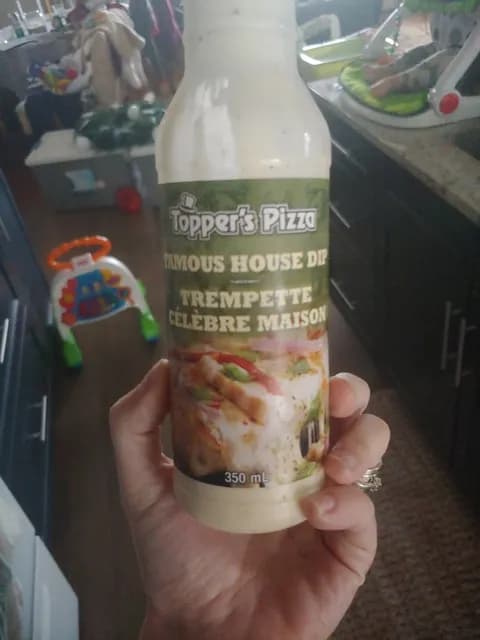 Topper's Pizza
FAMOUS HOUSE DIP
TREMPETTE
CÉLÈBRE MAISON
350 mL